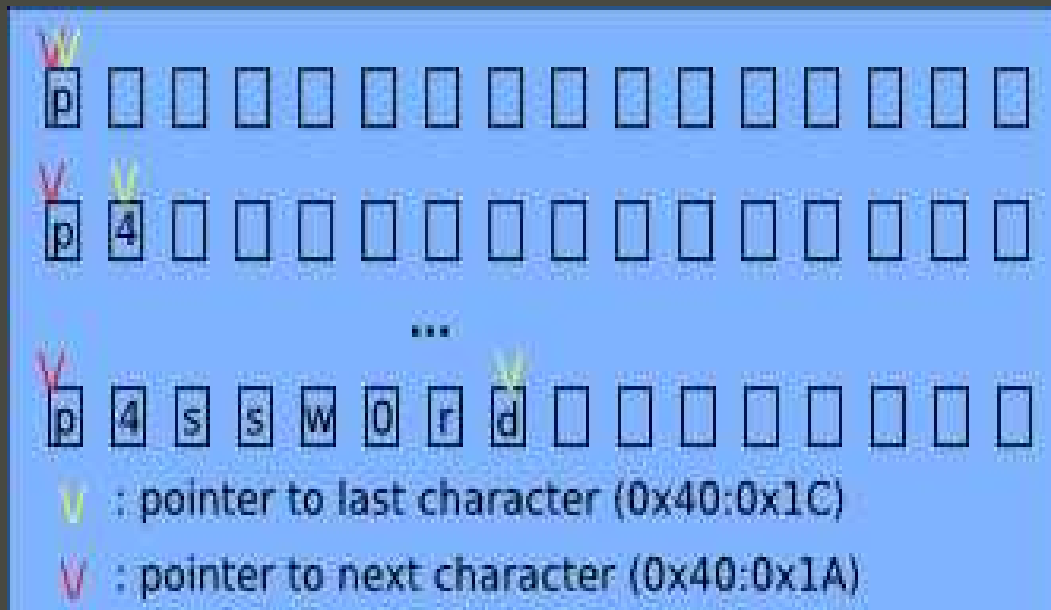 p
p 4
...
p 4 s s w 0 r d
V : pointer to last character (0x40:0x1C)
V : pointer to next character (0x40:0x1A)